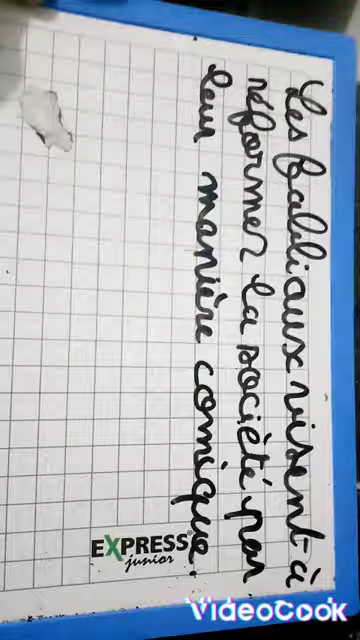 Les fabliaux visent à
réformer la société par
leur manière comique.
EXPRESS
junior
VideoCook